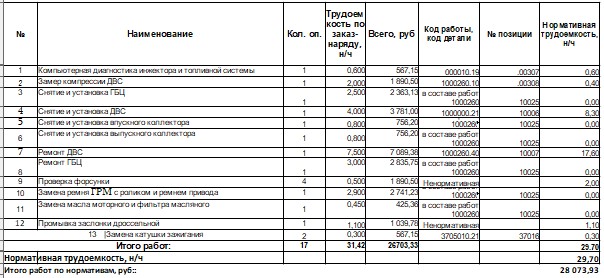 № Наименование Кол. оп. Трудоем кость по заказ-наряду, н/ч Всего, руб Код работы, код детали № позиции Нормативная трудоемкость, н/ч
1 Компьютерная диагностика инжектора и топливной системы 1 0,600 567,15 000010.19 .00307 0,60
2 Замер компрессии ДВС 1 2,000 1 890,50 1000260.10 .00308 0,40
3 Снятие и установка ГБЦ 1 2,500 2 363,13 в составе работ 1000260 10025 0,00
4 Снятие и установка ДВС 1 4,000 3 781,00 1000000.21 10006 8,30
5 Снятие и установка впускного коллектора 1 0,800 756,20 1000260 10025 0,00
6 Снятие и установка выпускного коллектора 1 0,800 756,20 в составе работ 1000260 10025 0,00
7 Ремонт ДВС 1 7,500 7 089,38 1000260.40 10007 17,60
8 Ремонт ГБЦ 1 3,000 2 835,75 в составе работ 1000260 10025 0,00
9 Проверка форсунки 4 0,500 1 890,50 Ненормативная 2,00
10 Замена ремня ГРМ с роликом и ремнем привода 1 2,900 2 741,23 в составе работ 1000260 10025 0,00
11 Замена масла моторного и фильтра масляного 1 0,450 425,36 в составе работ 1000260 10025 0,00
12 Промывка заслонки дроссельной 1 1,100 1 039,78 Ненормативная 1,10
13 Замена катушки зажигания 2 0,300 567,15 3705010.21 37016 0,30
Итого работ: 17 31,42 26703,33 29,70
Нормативная трудоемкость, н/ч 29,70
Итого работ по нормативам, руб:: 28 073,93